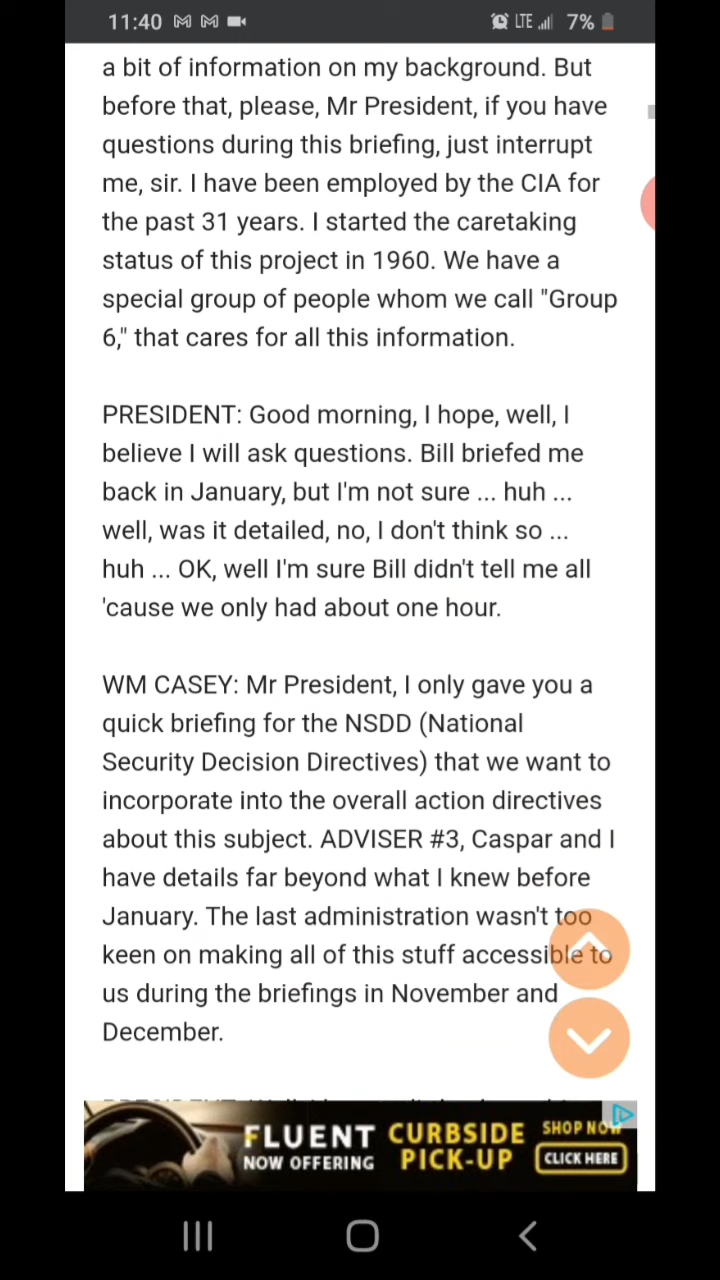 11:40 LTE 7%
a bit of information on my background. But
before that, please, Mr President, if you have
questions during this briefing, just interrupt
me, sir. I have been employed by the CIA for
the past 31 years. I started the caretaking
status of this project in 1960. We have a
special group of people whom we call "Group
6," that cares for all this information.
PRESIDENT: Good morning, I hope, well, I
believe I will ask questions. Bill briefed me
back in January, but I'm not sure ... huh ...
well, was it detailed, no, I don't think so ...
huh ... OK, well I'm sure Bill didn't tell me all
'cause we only had about one hour.
WM CASEY: Mr President, I only gave you a
quick briefing for the NSDD (National
Security Decision Directives) that we want to
incorporate into the overall action directives
about this subject. ADVISER #3, Caspar and I
have details far beyond what I knew before
January. The last administration wasn't too
keen on making all of this stuff accessible to
us during the briefings in November and
December.
FLUENT
NOW OFFERING
CURBSIDE
PICK-UP
SHOP NOW
CLICK HERE